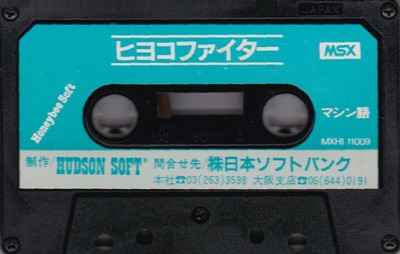 JAPAN
ヒヨコファイター
MSX
Honeybee Soft
マシン語
MXHI 11009
制作/HUDSON SOFT® 問合せ先/株日本ソフトバンク
本社☎03(263)3598 大阪支店☎06(644)0191